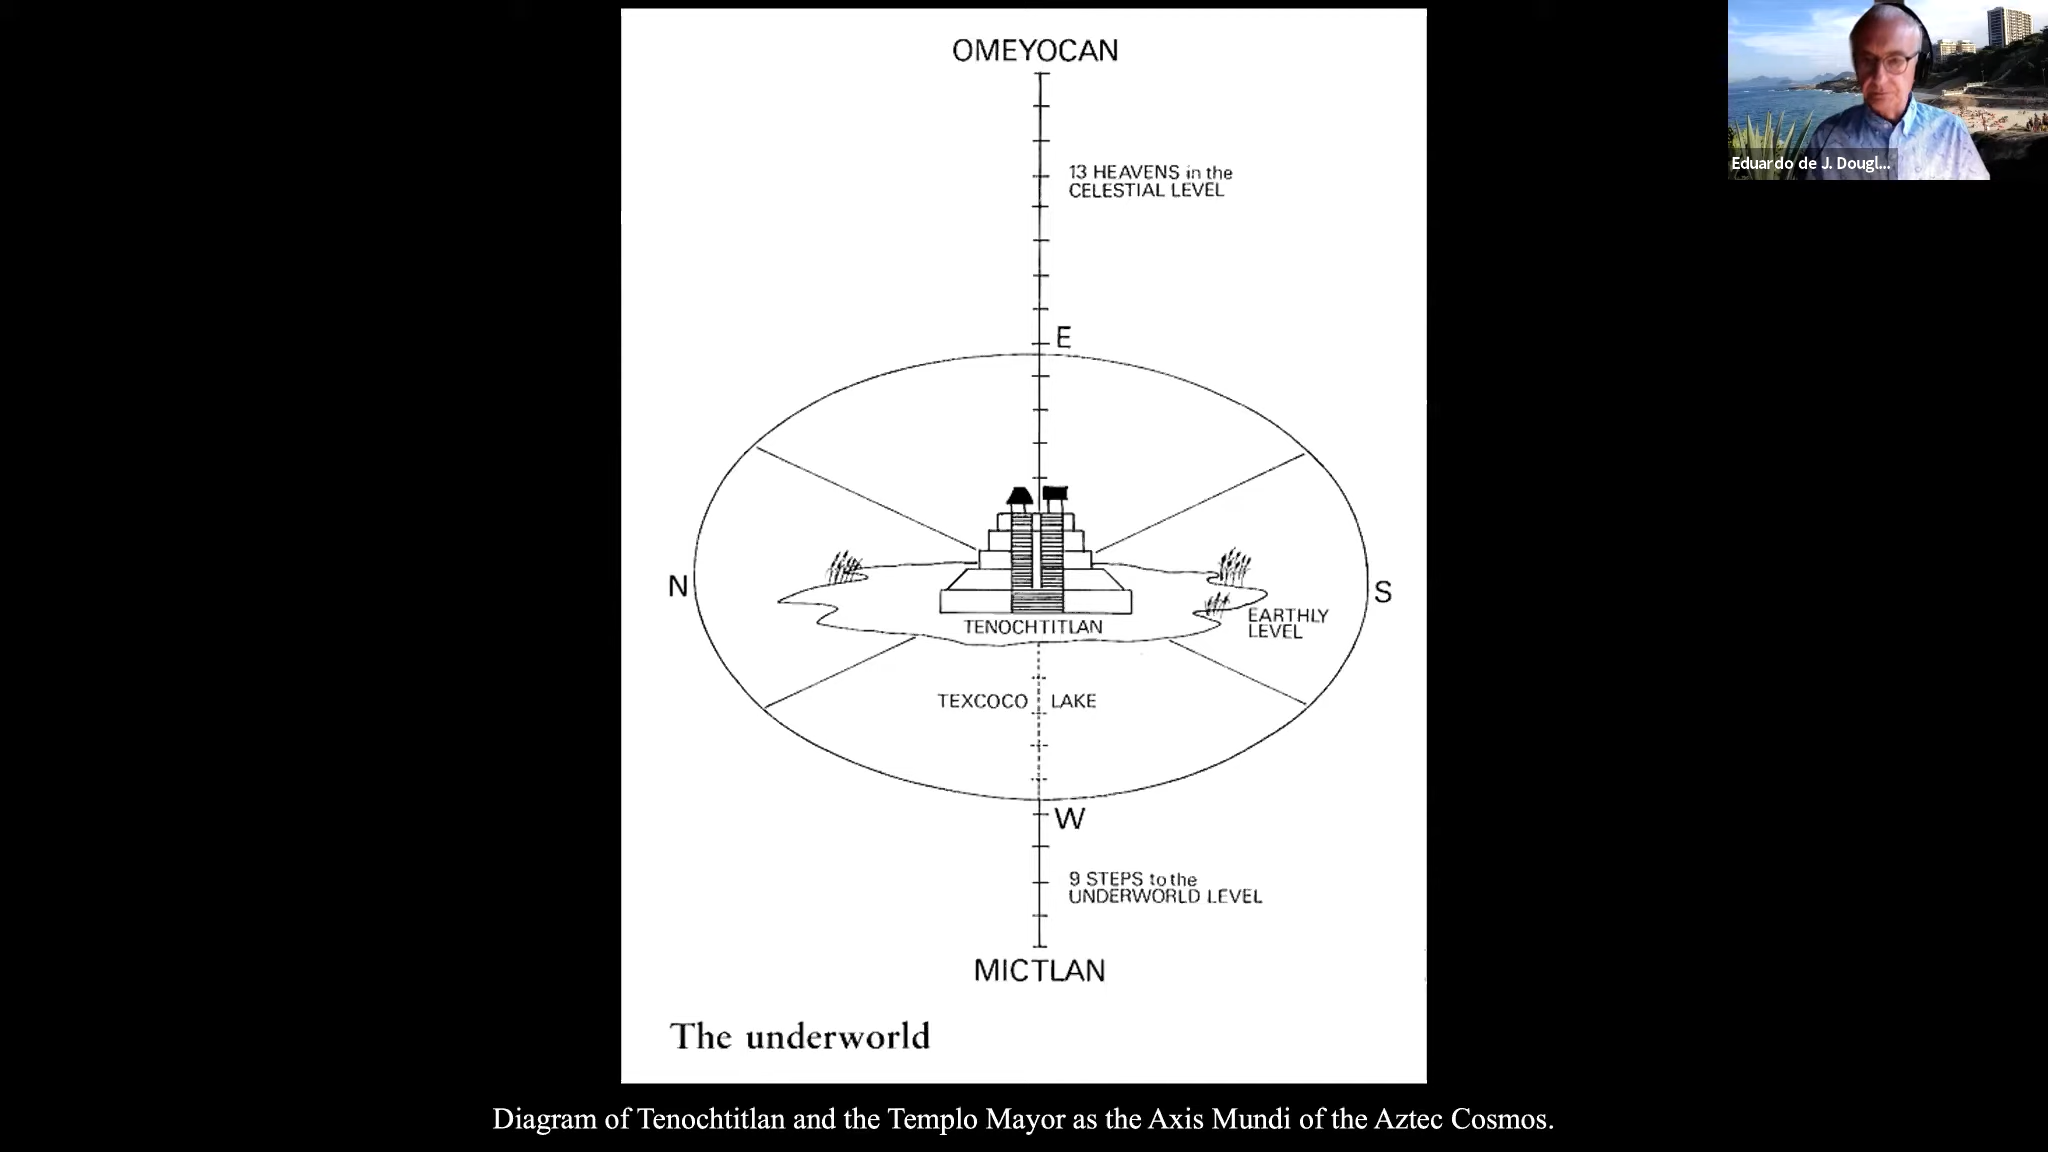 OMEYOCAN
13 HEAVENS in the
CELESTIAL LEVEL
E
N
S
TENOCHTITLAN
EARTHLY
LEVEL
TEXCOCO LAKE
W
9 STEPS to the
UNDERWORLD LEVEL
MICTLAN
The underworld
Diagram of Tenochtitlan and the Templo Mayor as the Axis Mundi of the Aztec Cosmos.
Eduardo de J. Dougl...